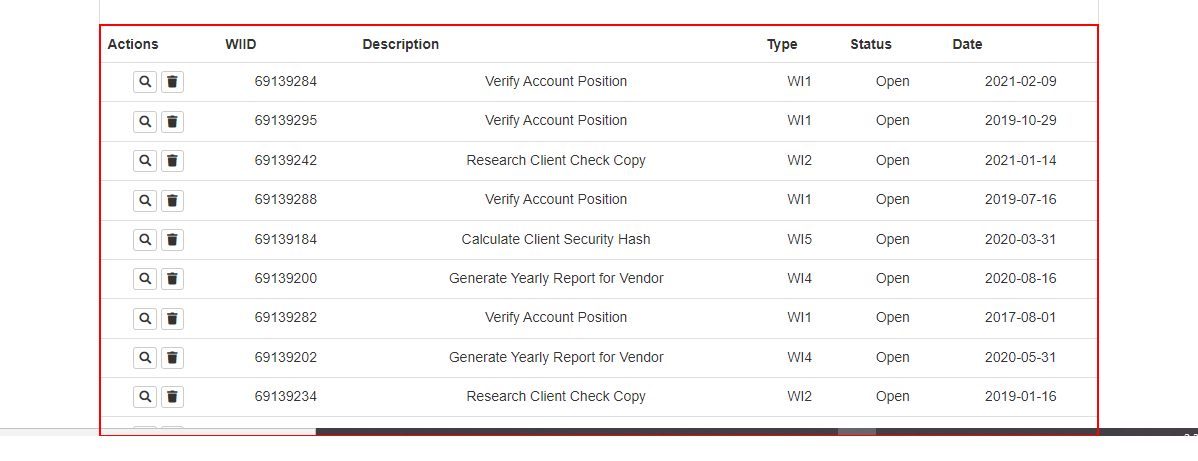 Actions WIID Description Type Status Date
69139284 Verify Account Position WI1 Open 2021-02-09
69139295 Verify Account Position WI1 Open 2019-10-29
69139242 Research Client Check Copy WI2 Open 2021-01-14
69139288 Verify Account Position WI1 Open 2019-07-16
69139184 Calculate Client Security Hash WI5 Open 2020-03-31
69139200 Generate Yearly Report for Vendor WI4 Open 2020-08-16
69139282 Verify Account Position WI1 Open 2017-08-01
69139202 Generate Yearly Report for Vendor WI4 Open 2020-05-31
69139234 Research Client Check Copy WI2 Open 2019-01-16